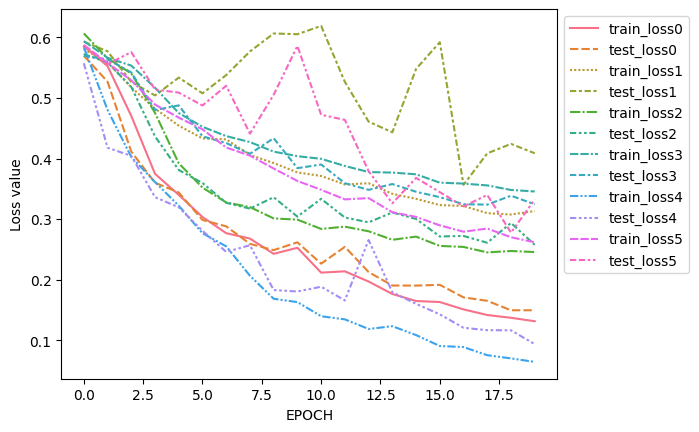 0.6
0.5
0.4
0.3
0.2
0.1
Loss value
0.0
2.5
5.0
7.5
10.0
12.5
15.0
17.5
EPOCH
train_loss0
test_loss0
train_loss1
test_loss1
train_loss2
test_loss2
train_loss3
test_loss3
train_loss4
test_loss4
train_loss5
test_loss5